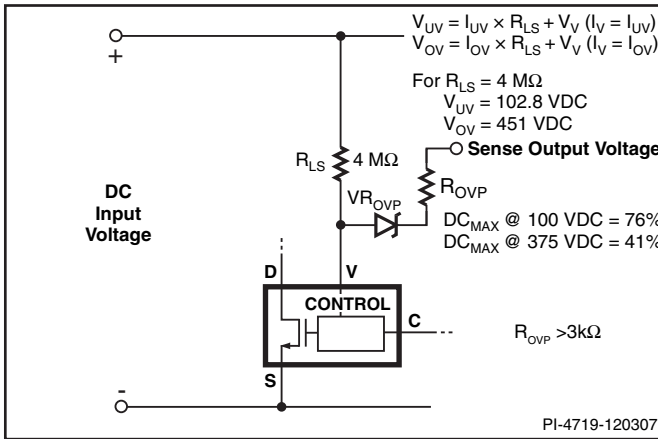 V_UV = I_UV × R_LS + V_V (I_V = I_UV)
V_OV = I_OV × R_LS + V_V (I_V = I_OV)
+
For R_LS = 4 MΩ
V_UV = 102.8 VDC
V_OV = 451 VDC
Sense Output Voltage
R_LS
4 MΩ
R_OVP
VR_OVP
DC
Input
Voltage
DC_MAX @ 100 VDC = 76%
DC_MAX @ 375 VDC = 41%
D
V
CONTROL
C
R_OVP >3kΩ
S
-
PI-4719-120307